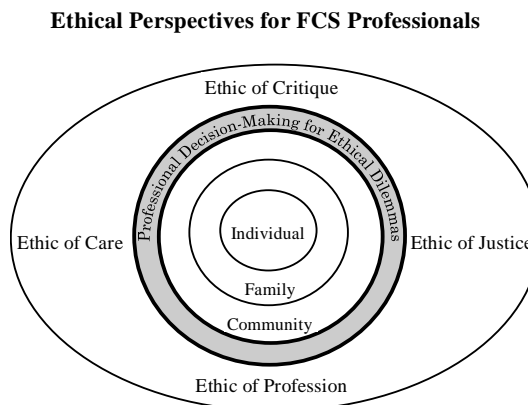 Ethical Perspectives for FCS Professionals
Ethic of Critique
Professional Decision-Making for Ethical Dilemmas
Ethic of Care
Individual
Ethic of Justice
Family
Community
Ethic of Profession